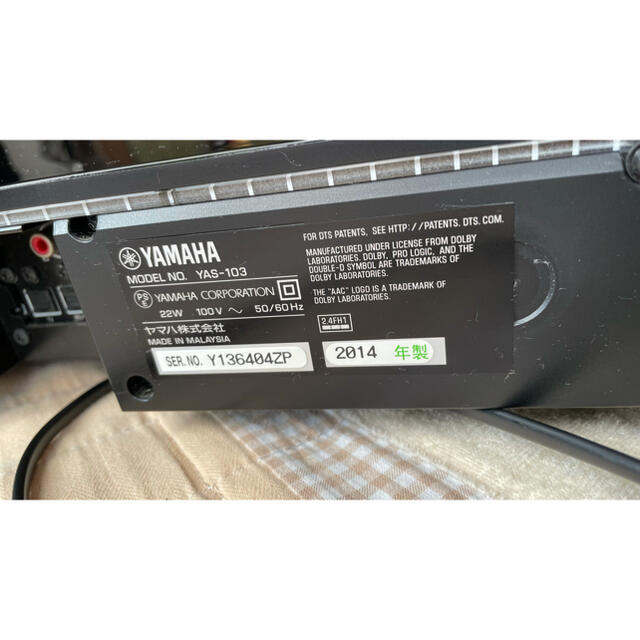 YAMAHA
MODEL NO. YAS-103
PS E YAMAHA CORPORATION
22W 100V ~ 50/60Hz
ヤマハ株式会社
MADE IN MALAYSIA
SER.NO. Y136404ZP
FOR DTS PATENTS, SEE HTTP://PATENTS.DTS.COM.
MANUFACTURED UNDER LICENSE FROM DOLBY
LABORATORIES. DOLBY, PRO LOGIC, AND THE
DOUBLE-D SYMBOL ARE TRADEMARKS OF
DOLBY LABORATORIES.
THE "AAC" LOGO IS A TRADEMARK OF
DOLBY LABORATORIES.
2.4FH1
2014 年製